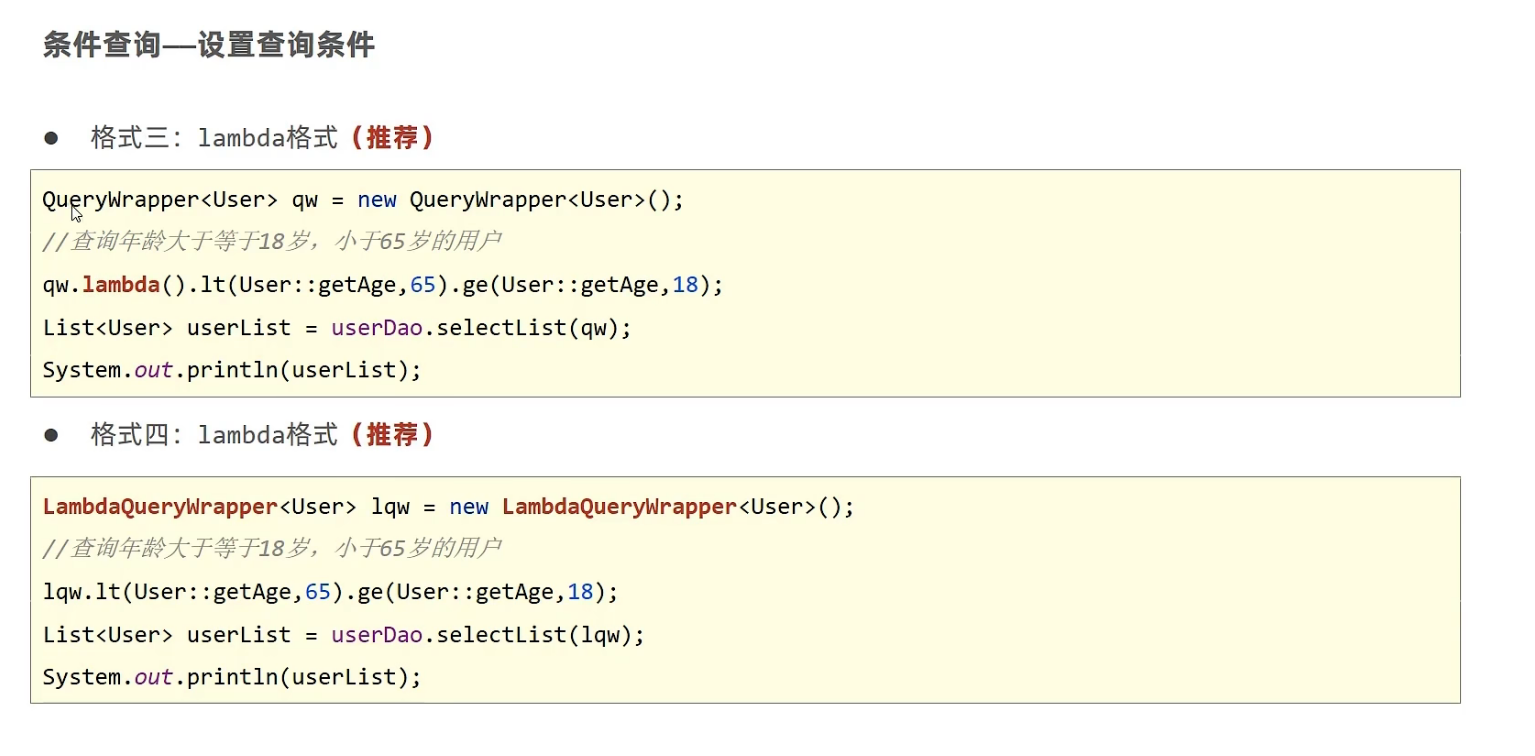 条件查询——设置查询条件
● 格式三：lambda格式（推荐）
QueryWrapper<User> qw = new QueryWrapper<User>();
//查询年龄大于等于18岁，小于65岁的用户
qw.lambda().lt(User::getAge,65).ge(User::getAge,18);
List<User> userList = userDao.selectList(qw);
System.out.println(userList);
● 格式四：lambda格式（推荐）
LambdaQueryWrapper<User> lqw = new LambdaQueryWrapper<User>();
//查询年龄大于等于18岁，小于65岁的用户
lqw.lt(User::getAge,65).ge(User::getAge,18);
List<User> userList = userDao.selectList(lqw);
System.out.println(userList);